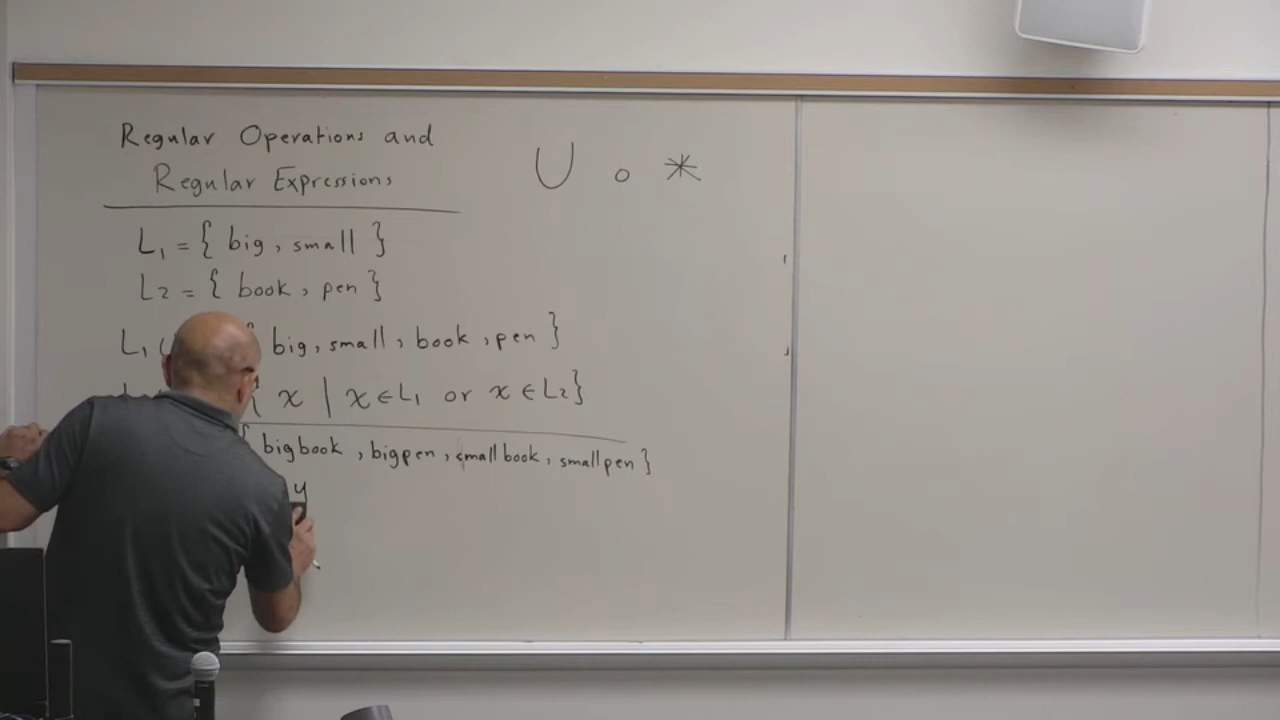 Regular Operations and
Regular Expressions
∪ ∘ *
L₁ = { big, small }
L₂ = { book, pen }
L₁ { big, small, book, pen }
{ x | x ∈ L₁ or x ∈ L₂ }
{ bigbook, bigpen, smallbook, smallpen }
y